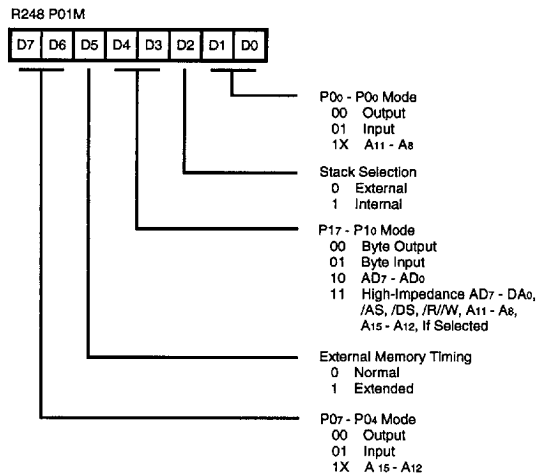 R248 P01M
D7 D6 D5 D4 D3 D2 D1 D0
P00 - P00 Mode
00 Output
01 Input
1X A11 - A8
Stack Selection
0 External
1 Internal
P17 - P10 Mode
00 Byte Output
01 Byte Input
10 AD7 - AD0
11 High-Impedance AD7 - DA0,
/AS, /DS, /R//W, A11 - A8,
A15 - A12, If Selected
External Memory Timing
0 Normal
1 Extended
P07 - P04 Mode
00 Output
01 Input
1X A 15 - A12